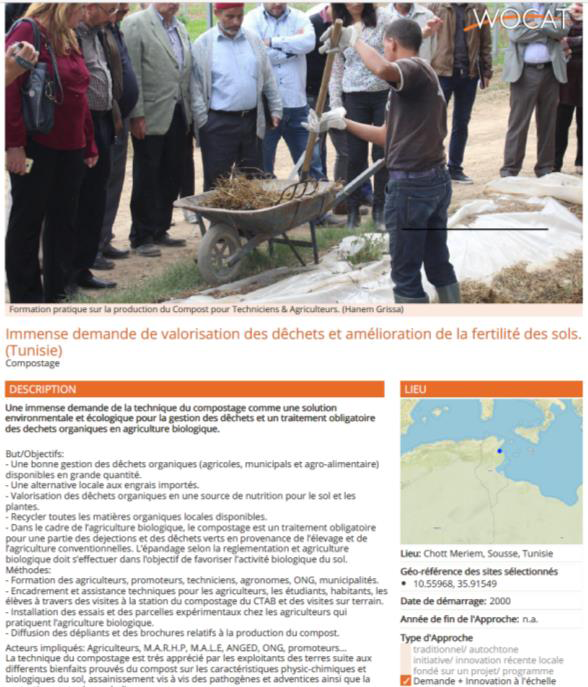 WOCAT
Formation pratique sur la production du Compost pour Techniciens & Agriculteurs. (Hanem Grissa)
Immense demande de valorisation des dêchets et amélioration de la fertilité des sols.
(Tunisie)
Compostage
DESCRIPTION
Une immense demande de la technique du compostage comme une solution
environnementale et écologique pour la gestion des dêchets et un traitement obligatoire
des dechets organiques en agriculture biologique.
But/Objectifs:
- Une bonne gestion des dêchets organiques (agricoles, municipals et agro-alimentaire)
disponibles en grande quantité.
- Une alternative locale aux engrais importés.
- Valorisation des dêchets organiques en une source de nutrition pour le sol et les
plantes.
- Recycler toutes les matières organiques locales disponibles.
- Dans le cadre de l'agriculture biologique, le compostage est un traitement obligatoire
pour une partie des dejections et des dêchets verts en provenance de l'élevage et de
l'agriculture conventionelles. L'épandage selon la reglementation et agriculture
biologique doit s'effectuer dans l'objectif de favoriser l'activité biologique du sol.
Méthodes:
- Formation des agriculteurs, promoteurs, techniciens, agronomes, ONG, municipalités.
- Encadrement et assistance techniques pour les agriculteurs, les étudiants, habitants, les
élèves à travers des visites à la station du compostage du CTAB et des visites sur terrain.
- Installation des essais et des parcelles expérimentaux chez les agriculteurs qui
pratiquent l'agriculture biologique.
- Diffusion des dépliants et des brochures relatifs à la production du compost.
Acteurs impliqués: Agriculteurs, M.A.R.H.P, M.A.L.E, ANGED, ONG, promoteurs...
La technique du compostage est trés apprécié par les exploitants des terres suite aux
differents bienfaits prouvés du compost sur les caractéristiques physic-chimiques et
biologiques du sol, assainissement vis à vis des pathogénes et adventices ainsi que la
LIEU
Lieu: Chott Meriem, Sousse, Tunisie
Géo-référence des sites sélectionnés
• 10.55968, 35.91549
Date de démarrage: 2000
Année de fin de l'Approche: n.a.
Type d'Approche
traditionnel/ autochtone
initiative/ innovation récente locale
fondé sur un projet/ programme
Demande + Innovation à l'échelle